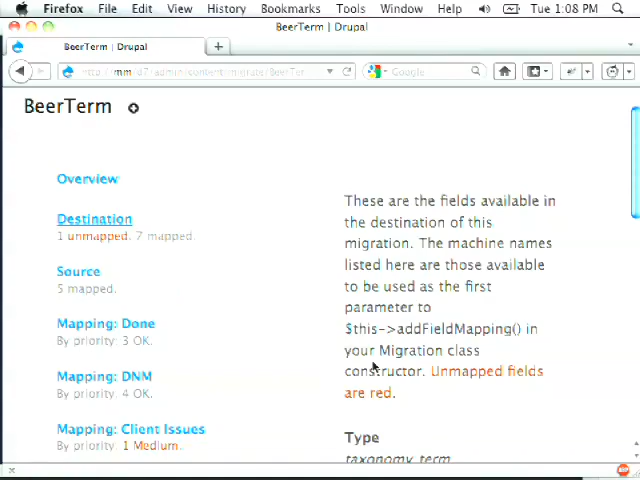 Firefox File Edit View History Bookmarks Tools Window Help Tue 1:08 PM
BeerTerm | Drupal
BeerTerm | Drupal
Google
BeerTerm
Overview
Destination
1 unmapped. 7 mapped.
Source
5 mapped.
Mapping: Done
By priority: 3 OK.
Mapping: DNM
By priority: 4 OK.
Mapping: Client Issues
By priority: 1 Medium.
These are the fields available in
the destination of this
migration. The machine names
listed here are those available
to be used as the first
parameter to
$this->addFieldMapping() in
your Migration class
constructor. Unmapped fields
are red.
Type
taxonomy_term